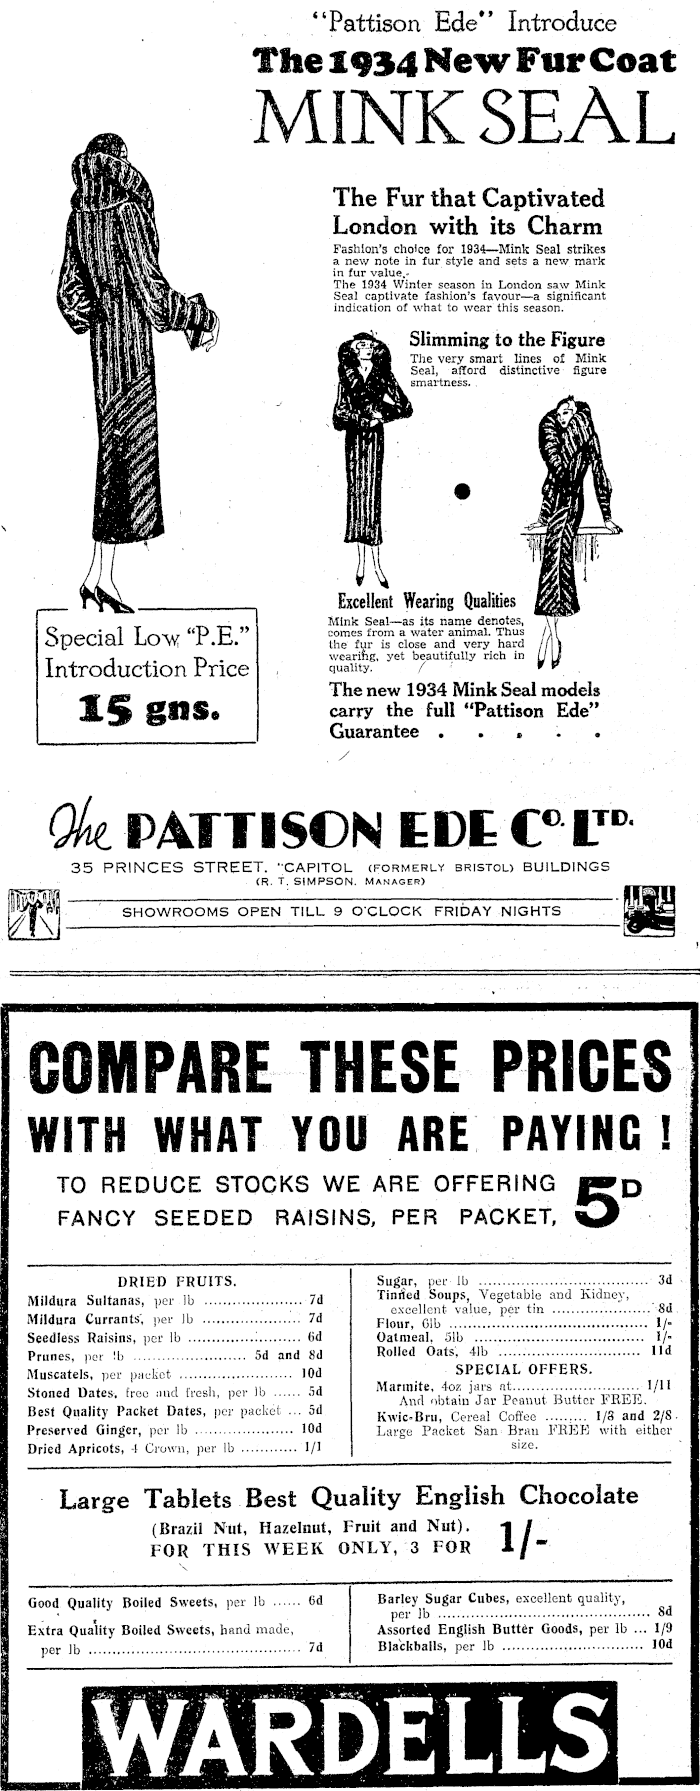 "Pattison Ede" Introduce
The 1934 New Fur Coat
MINK SEAL
The Fur that Captivated
London with its Charm
Fashion's choice for 1934—Mink Seal strikes
a new note in fur style and sets a new mark
in fur value.
The 1934 Winter season in London saw Mink
Seal captivate fashion's favour—a significant
indication of what to wear this season.
Slimming to the Figure
The very smart lines of Mink
Seal, afford distinctive figure
smartness.
Excellent Wearing Qualities
Mink Seal—as its name denotes,
comes from a water animal. Thus
the fur is close and very hard
wearing, yet beautifully rich in
quality.
Special Low "P.E."
Introduction Price
15 gns.
The new 1934 Mink Seal models
carry the full "Pattison Ede"
Guarantee . . . . .
The PATTISON EDE CO. LTD.
35 PRINCES STREET. "CAPITOL (FORMERLY BRISTOL) BUILDINGS
(R. T. SIMPSON. MANAGER)
SHOWROOMS OPEN TILL 9 O'CLOCK FRIDAY NIGHTS
COMPARE THESE PRICES
WITH WHAT YOU ARE PAYING!
TO REDUCE STOCKS WE ARE OFFERING
FANCY SEEDED RAISINS, PER PACKET, 5D
DRIED FRUITS.
Mildura Sultanas, per lb ..................... 7d
Mildura Currants, per lb ..................... 7d
Seedless Raisins, per lb ....................... 6d
Prunes, per lb ....................... 5d and 8d
Muscatels, per packet ....................... 10d
Stoned Dates, free and fresh, per lb ...... 5d
Best Quality Packet Dates, per packet ... 5d
Preserved Ginger, per lb ..................... 10d
Dried Apricots, 4 Crown, per lb ............ 1/1
Sugar, per lb .................................... 3d
Tinned Soups, Vegetable and Kidney,
excellent value, per tin ..................... 8d
Flour, 6lb ................................................ 1/-
Oatmeal, 5lb .......................................... 1/-
Rolled Oats, 4lb .................................... 11d
SPECIAL OFFERS.
Marmite, 4oz jars at........................... 1/11
And obtain Jar Peanut Butter FREE.
Kwic-Bru, Cereal Coffee ......... 1/3 and 2/8
Large Packet San Bran FREE with either
size.
Large Tablets Best Quality English Chocolate
(Brazil Nut, Hazelnut, Fruit and Nut).
FOR THIS WEEK ONLY, 3 FOR 1/-
Good Quality Boiled Sweets, per lb ...... 6d
Extra Quality Boiled Sweets, hand made,
per lb ............................................. 7d
Barley Sugar Cubes, excellent quality,
per lb ............................................. 8d
Assorted English Butter Goods, per lb ... 1/9
Blackballs, per lb .............................. 10d
WARDELLS